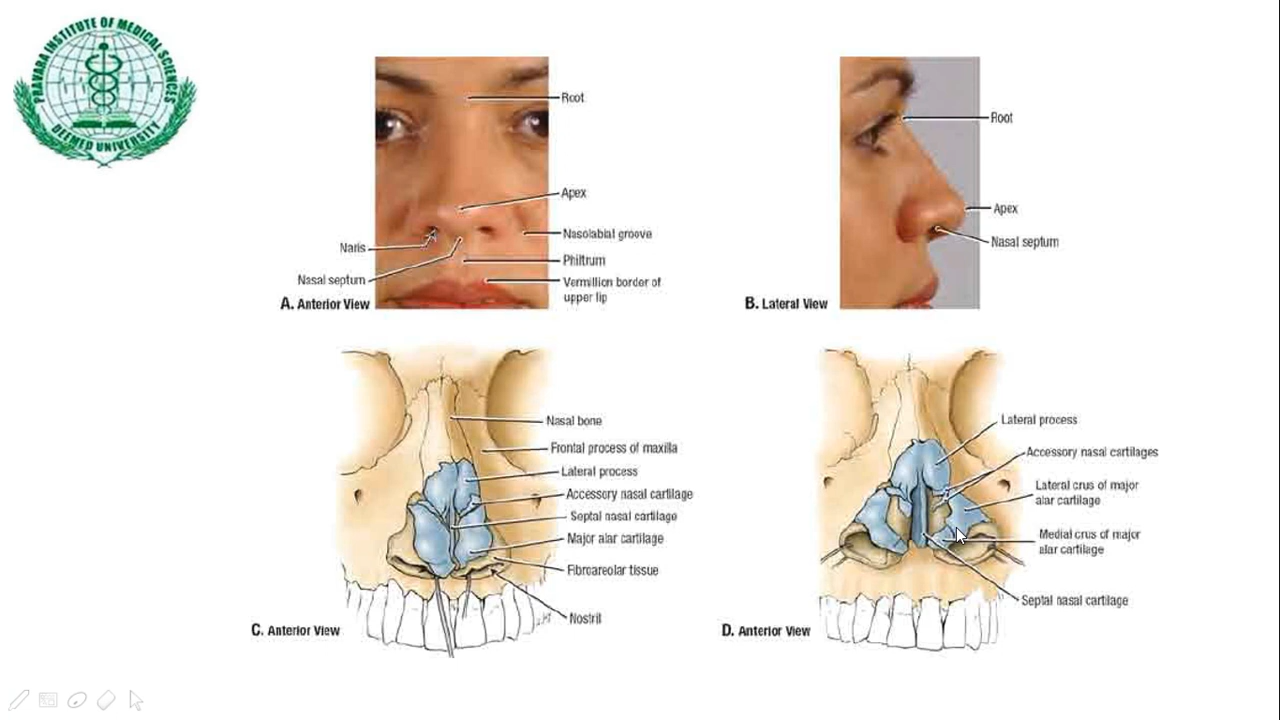 PRAVARA INSTITUTE OF MEDICAL SCIENCES
DEEMED UNIVERSITY
Root
Apex
Naris
Nasolabial groove
Nasal septum
Philtrum
Vermillion border of
upper lip
A. Anterior View
Root
Apex
Nasal septum
B. Lateral View
Nasal bone
Frontal process of maxilla
Lateral process
Accessory nasal cartilage
Septal nasal cartilage
Major alar cartilage
Fibroareolar tissue
Nostril
C. Anterior View
Lateral process
Accessory nasal cartilages
Lateral crus of major
alar cartilage
Medial crus of major
alar cartilage
Septal nasal cartilage
D. Anterior View